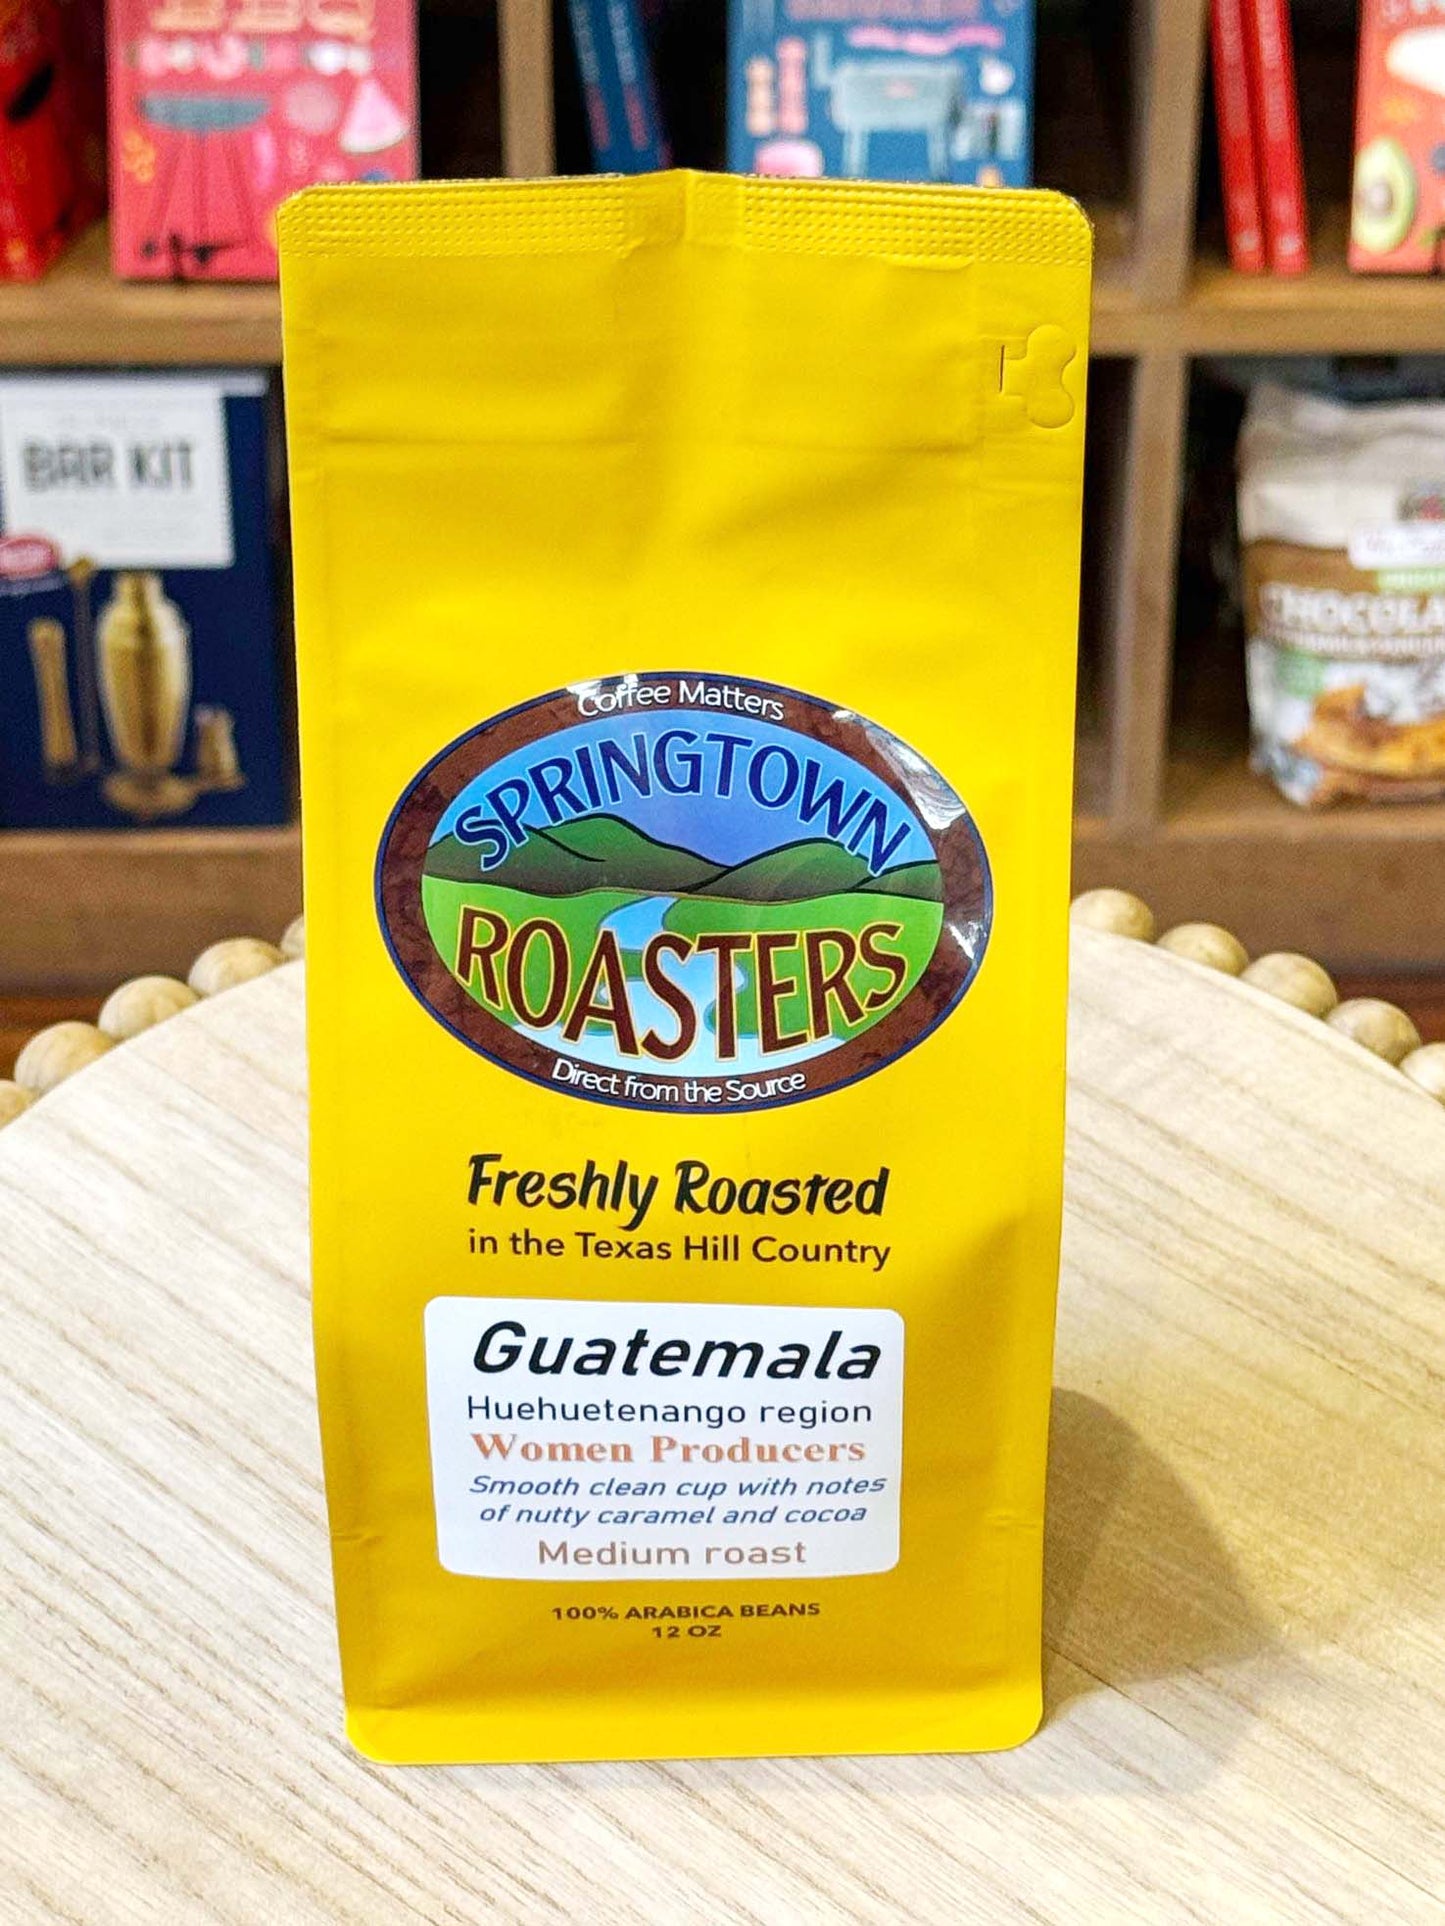 BBQ
BAR KIT
CHOCOLA
Coffee Matters
SPRINGTOWN
ROASTERS
Direct from the Source
Freshly Roasted
in the Texas Hill Country
Guatemala
Huehuetenango region
Women Producers
Smooth clean cup with notes
of nutty caramel and cocoa
Medium roast
100% ARABICA BEANS
12 OZ